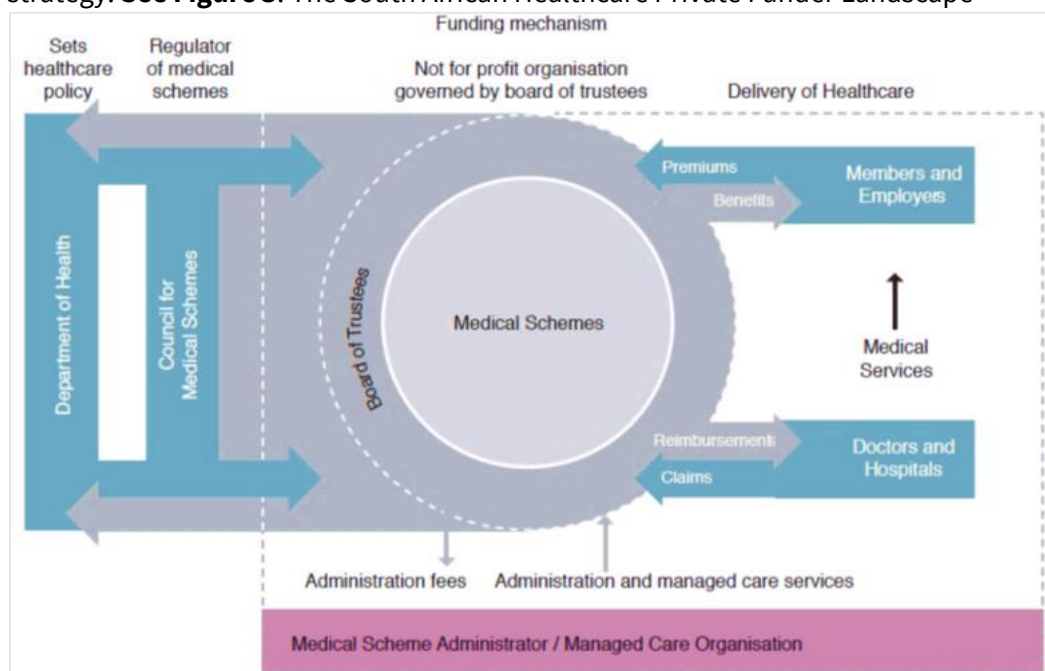 strategy. See Figure 3. The South African Healthcare Private Funder Landscape
Funding mechanism
Sets
healthcare
policy
Regulator
of medical
schemes
Not for profit organisation
governed by board of trustees
Delivery of Healthcare
Department of Health
Council for
Medical Schemes
Board of Trustees
Medical Schemes
Premiums
Benefits
Members and
Employers
Medical
Services
Reimbursements
Claims
Doctors and
Hospitals
Administration fees
Administration and managed care services
Medical Scheme Administrator / Managed Care Organisation